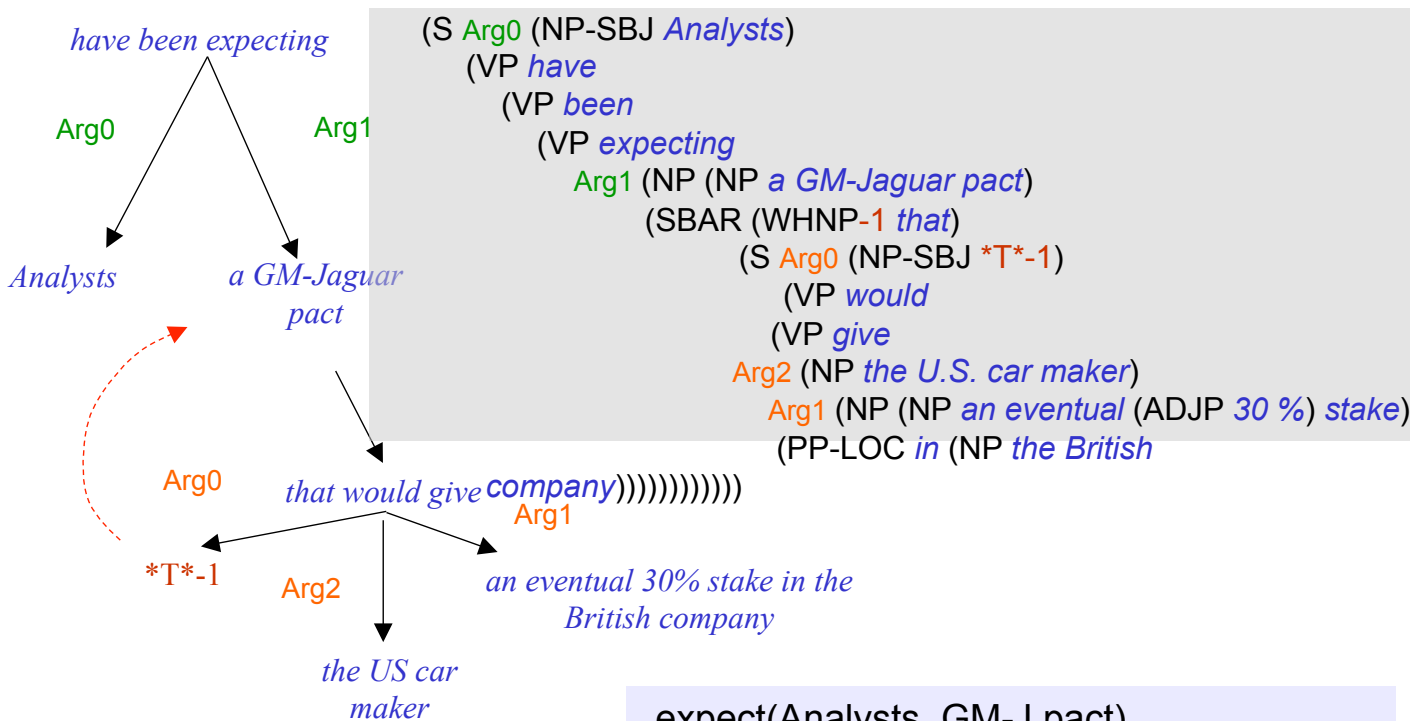 have been expecting
Arg0
Arg1
Analysts
a GM-Jaguar
pact
Arg0
that would give
Arg1
*T*-1
Arg2
an eventual 30% stake in the
British company
the US car
maker
(S Arg0 (NP-SBJ Analysts)
(VP have
(VP been
(VP expecting
Arg1 (NP (NP a GM-Jaguar pact)
(SBAR (WHNP-1 that)
(S Arg0 (NP-SBJ *T*-1)
(VP would
(VP give
Arg2 (NP the U.S. car maker)
Arg1 (NP (NP an eventual (ADJP 30 %) stake)
(PP-LOC in (NP the British
company))))))))))))
expect(Analysts, GM-J pact)